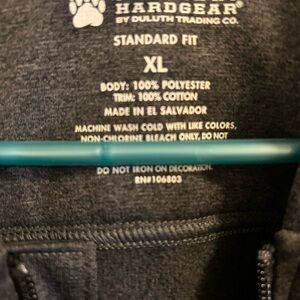 HARDGEAR®
BY DULUTH TRADING CO.
STANDARD FIT
XL
BODY: 100% POLYESTER
TRIM: 100% COTTON
MADE IN EL SALVADOR
MACHINE WASH COLD WITH LIKE COLORS,
NON-CHLORINE BLEACH ONLY, DO NOT
DO NOT IRON ON DECORATION.
RN#106803